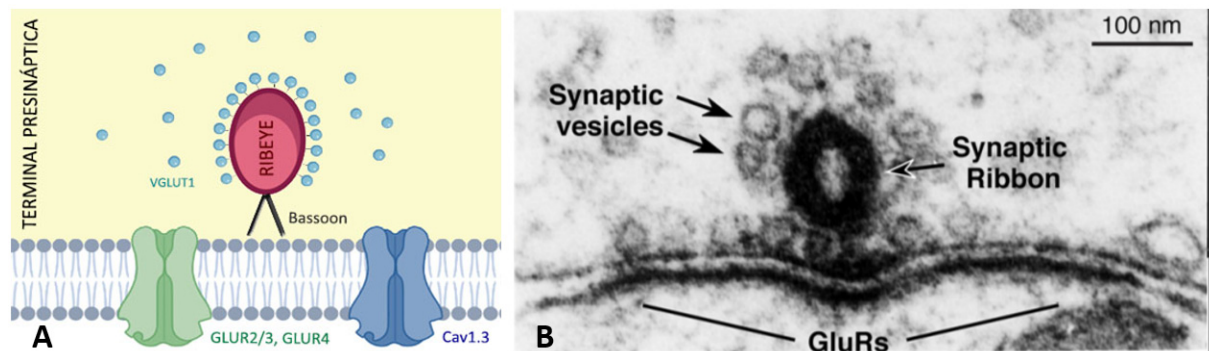 TERMINAL PRESINÁPTICA
RIBEYE
VGLUT1
Bassoon
GLUR2/3, GLUR4
Cav1.3
A
100 nm
Synaptic
vesicles
Synaptic
Ribbon
GluRs
B